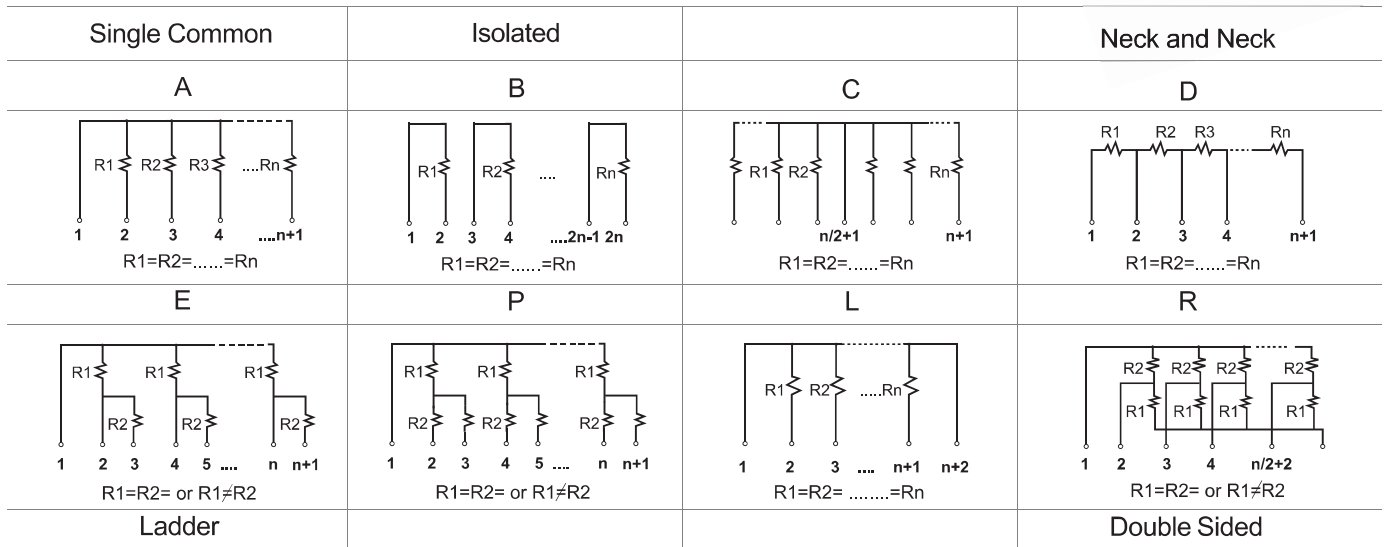 Single Common Isolated Neck and Neck
A B C D
R1 R2 R3 ....Rn
1 2 3 4 ....n+1
R1=R2=......=Rn
R1 R2 .... Rn
1 2 3 4 ....2n-1 2n
R1=R2=......=Rn
R1 R2 Rn
n/2+1 n+1
R1=R2=......=Rn
R1 R2 R3 Rn
1 2 3 4 n+1
R1=R2=......=Rn
E P L R
R1 R1 R1
R2 R2 R2
1 2 3 4 5 .... n n+1
R1=R2= or R1≠R2
R1 R1 R1
R2 R2 R2
1 2 3 4 5 .... n n+1
R1=R2= or R1≠R2
R1 R2 .....Rn
1 2 3 .... n+1 n+2
R1=R2= ........=Rn
R2 R2 R2 R2
R1 R1 R1 R1
1 2 3 4 n/2+2
R1=R2= or R1≠R2
Ladder Double Sided